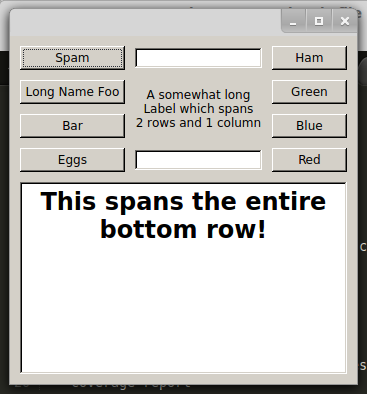 Spam
Ham
Long Name Foo
A somewhat long
Label which spans
2 rows and 1 column
Green
Bar
Blue
Eggs
Red
This spans the entire
bottom row!
coverage report